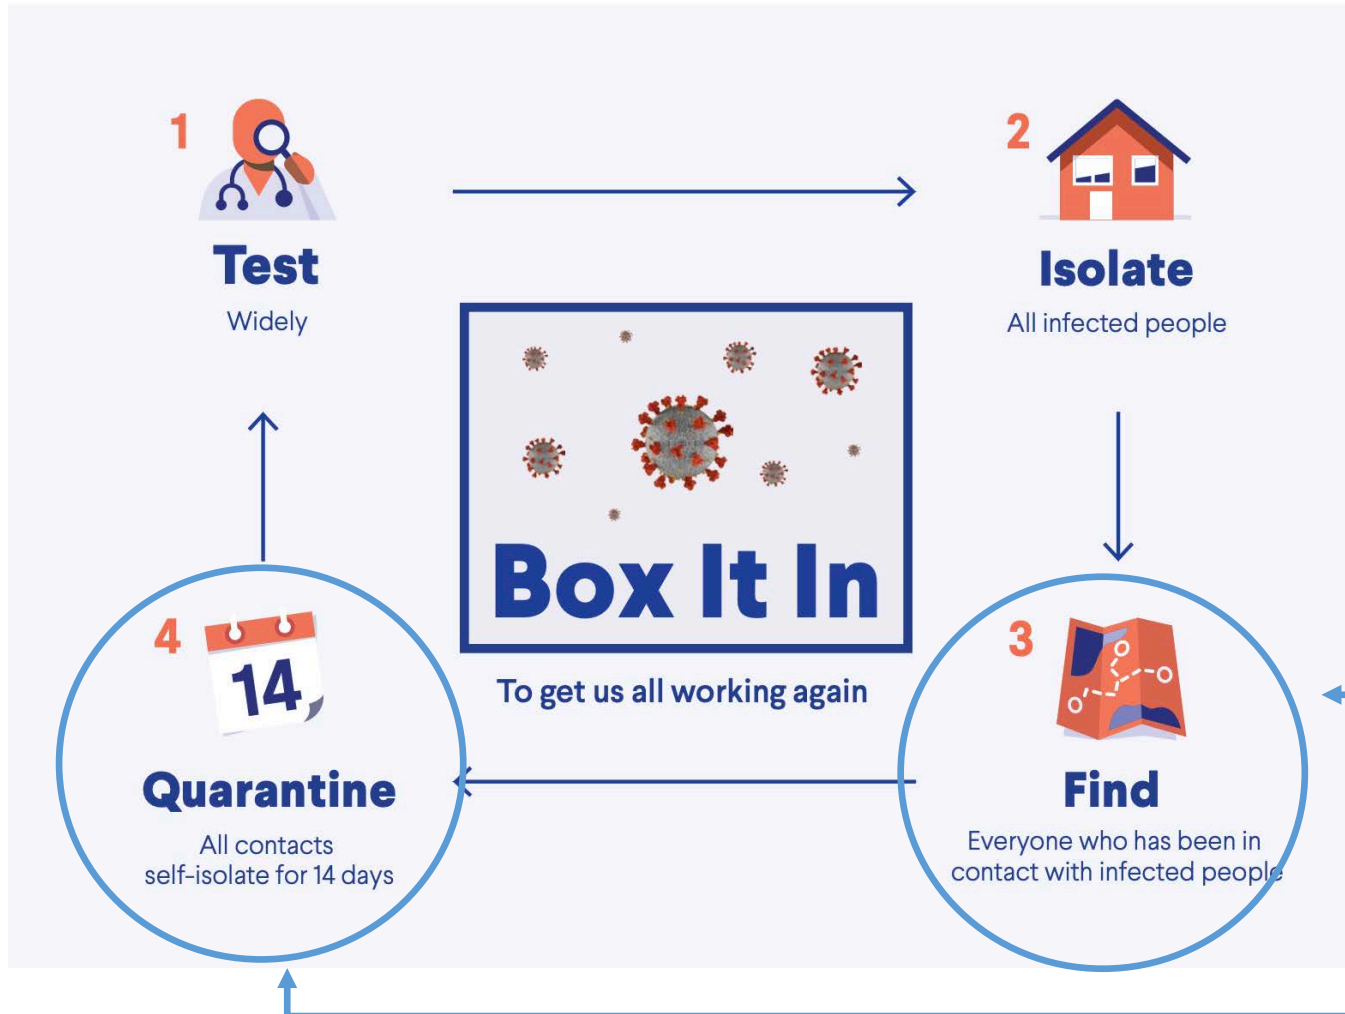 1
Test
Widely
2
Isolate
All infected people
Box It In
To get us all working again
3
Find
Everyone who has been in
contact with infected people
4
14
Quarantine
All contacts
self-isolate for 14 days